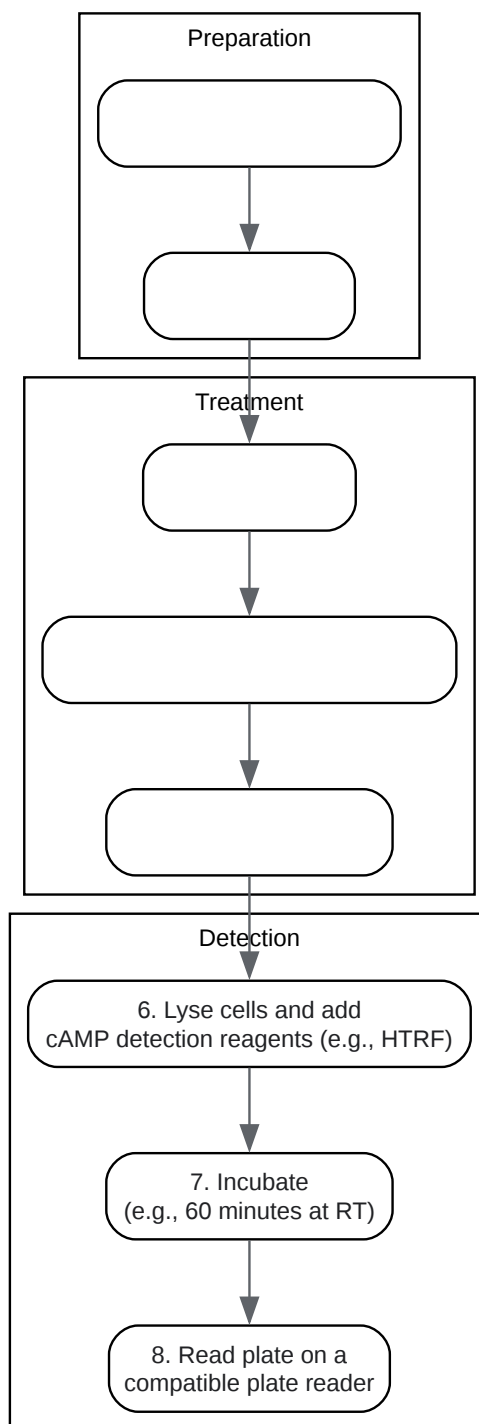 Preparation
Treatment
Detection
6. Lyse cells and add
cAMP detection reagents (e.g., HTRF)
7. Incubate
(e.g., 60 minutes at RT)
8. Read plate on a
compatible plate reader